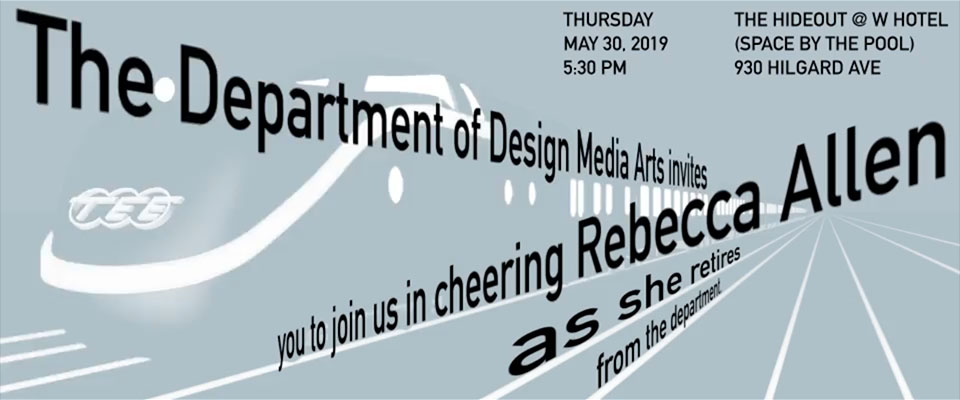 THURSDAY
MAY 30, 2019
5:30 PM
THE HIDEOUT @ W HOTEL
(SPACE BY THE POOL)
930 HILGARD AVE
The Department of Design Media Arts invites
you to join us in cheering Rebecca Allen
as she retires
from the department.
TEE